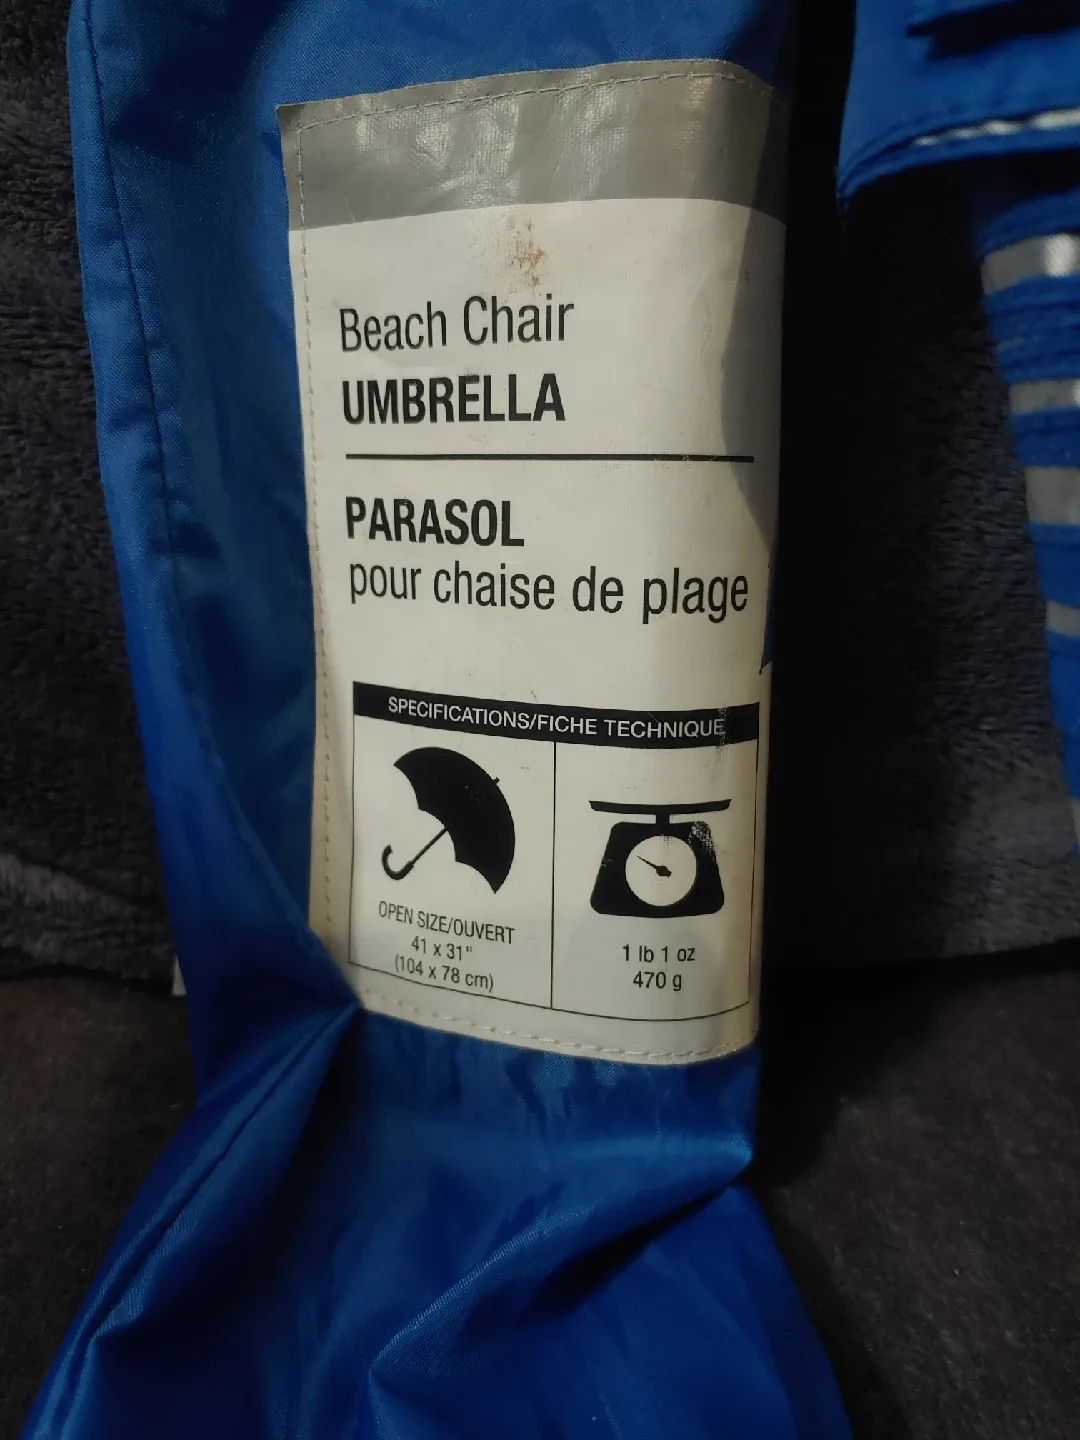 Beach Chair
UMBRELLA
PARASOL
pour chaise de plage
SPECIFICATIONS/FICHE TECHNIQUE
OPEN SIZE/OUVERT
41 x 31"
(104 x 78 cm)
1 lb 1 oz
470 g